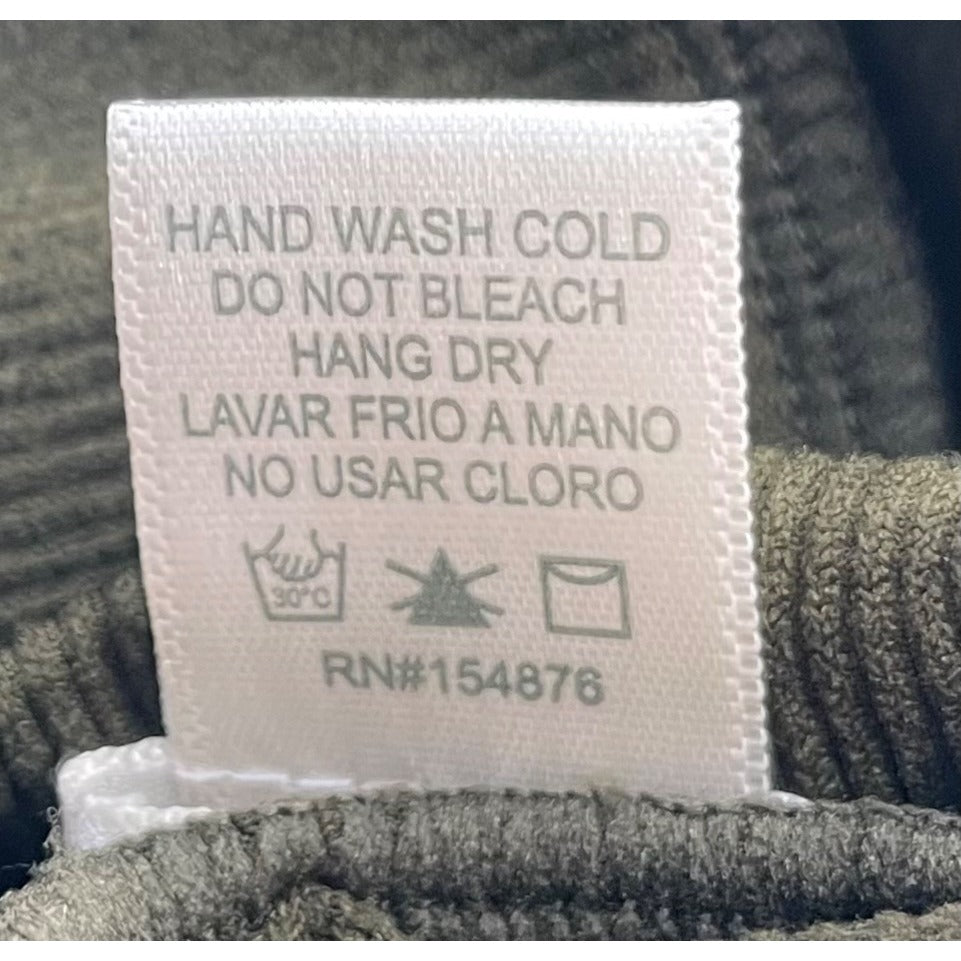 HAND WASH COLD
DO NOT BLEACH
HANG DRY
LAVAR FRIO A MANO
NO USAR CLORO
30°C
RN#154876